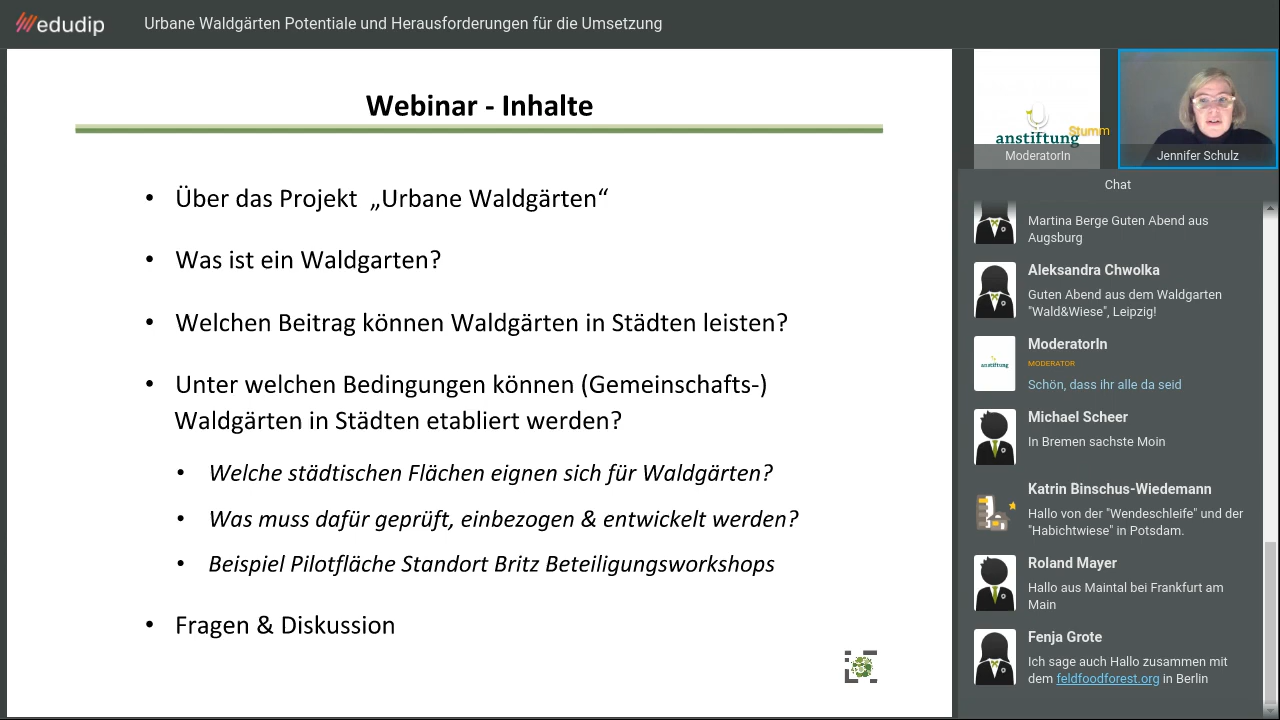 edudip
Urbane Waldgärten Potentiale und Herausforderungen für die Umsetzung
Webinar - Inhalte
• Über das Projekt „Urbane Waldgärten“
• Was ist ein Waldgarten?
• Welchen Beitrag können Waldgärten in Städten leisten?
• Unter welchen Bedingungen können (Gemeinschafts-)
Waldgärten in Städten etabliert werden?
• Welche städtischen Flächen eignen sich für Waldgärten?
• Was muss dafür geprüft, einbezogen & entwickelt werden?
• Beispiel Pilotfläche Standort Britz Beteiligungsworkshops
• Fragen & Diskussion
anstiftung
Stumm
ModeratorIn
Jennifer Schulz
Chat
Martina Berge Guten Abend aus
Augsburg
Aleksandra Chwolka
Guten Abend aus dem Waldgarten
"Wald&Wiese", Leipzig!
anstiftung
ModeratorIn
MODERATOR
Schön, dass ihr alle da seid
Michael Scheer
In Bremen sachste Moin
Katrin Binschus-Wiedemann
Hallo von der "Wendeschleife" und der
"Habichtwiese" in Potsdam.
Roland Mayer
Hallo aus Maintal bei Frankfurt am
Main
Fenja Grote
Ich sage auch Hallo zusammen mit
dem feldfoodforest.org in Berlin